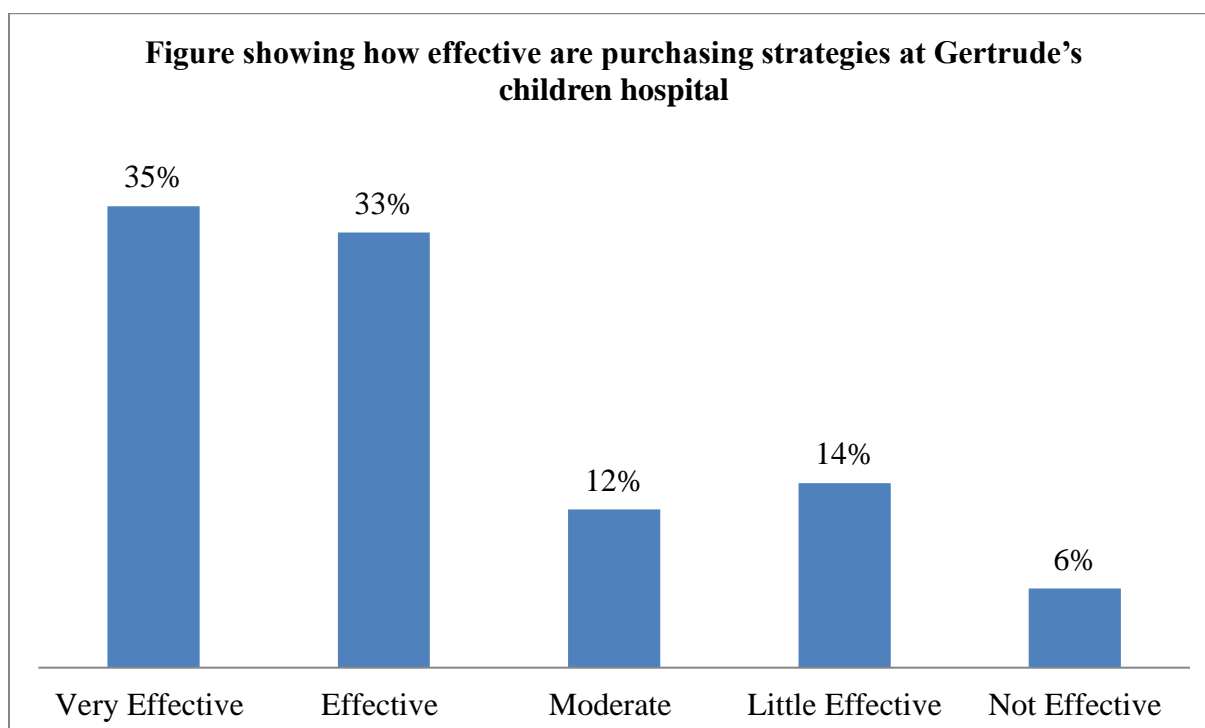 Figure showing how effective are purchasing strategies at Gertrude’s
children hospital
35%
33%
12%
14%
6%
Very Effective
Effective
Moderate
Little Effective
Not Effective